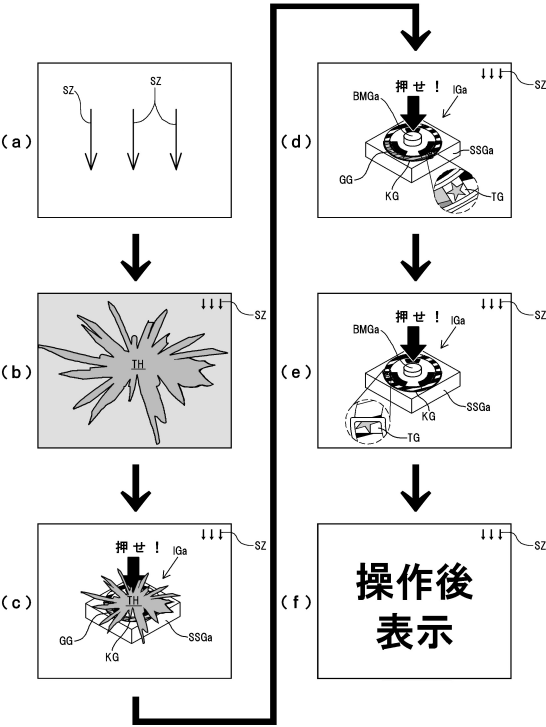 (a)
SZ
SZ
(b)
SZ
TH
(c)
SZ
押せ！
IGa
TH
GG
KG
SSGa
(d)
SZ
押せ！
BMGa
IGa
SSGa
GG
KG
TG
(e)
SZ
押せ！
BMGa
IGa
KG
SSGa
TG
(f)
SZ
操作後
表示